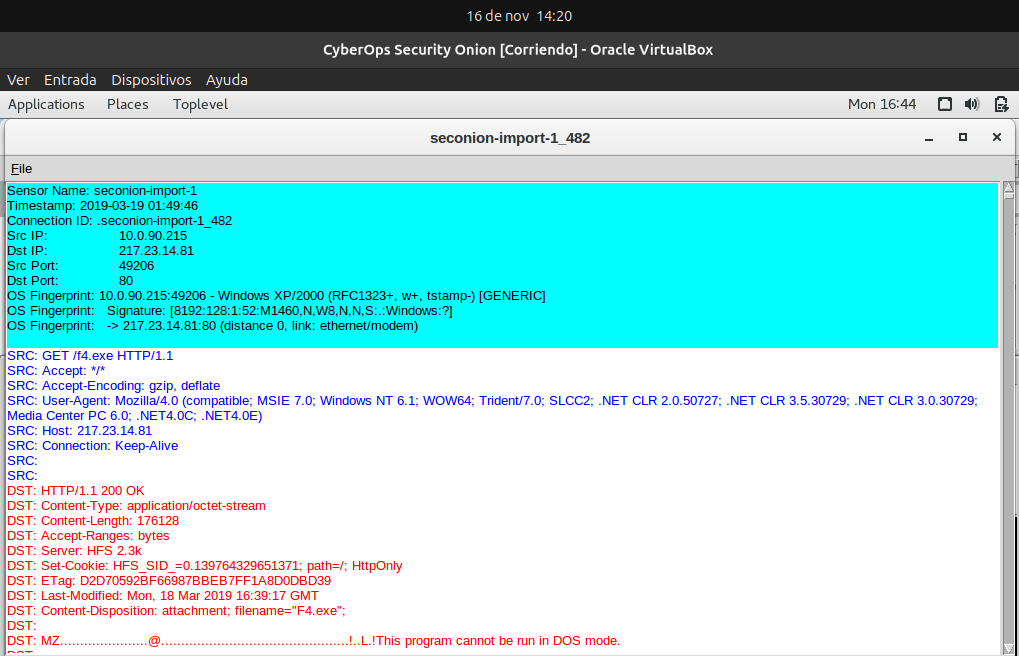 16 de nov 14:20
CyberOps Security Onion [Corriendo] - Oracle VirtualBox
Ver Entrada Dispositivos Ayuda
Applications Places Toplevel Mon 16:44
seconion-import-1_482
File
Sensor Name: seconion-import-1
Timestamp: 2019-03-19 01:49:46
Connection ID: .seconion-import-1_482
Src IP: 10.0.90.215
Dst IP: 217.23.14.81
Src Port: 49206
Dst Port: 80
OS Fingerprint: 10.0.90.215:49206 - Windows XP/2000 (RFC1323+, w+, tstamp-) [GENERIC]
OS Fingerprint: Signature: [8192:128:1:52:M1460,N,W8,N,N,S:.:Windows:?]
OS Fingerprint: -> 217.23.14.81:80 (distance 0, link: ethernet/modem)
SRC: GET /f4.exe HTTP/1.1
SRC: Accept: */*
SRC: Accept-Encoding: gzip, deflate
SRC: User-Agent: Mozilla/4.0 (compatible; MSIE 7.0; Windows NT 6.1; WOW64; Trident/7.0; SLCC2; .NET CLR 2.0.50727; .NET CLR 3.5.30729; .NET CLR 3.0.30729;
Media Center PC 6.0; .NET4.0C; .NET4.0E)
SRC: Host: 217.23.14.81
SRC: Connection: Keep-Alive
SRC:
SRC:
DST: HTTP/1.1 200 OK
DST: Content-Type: application/octet-stream
DST: Content-Length: 176128
DST: Accept-Ranges: bytes
DST: Server: HFS 2.3k
DST: Set-Cookie: HFS_SID_=0.139764329651371; path=/; HttpOnly
DST: ETag: D2D70592BF66987BBEB7FF1A8D0DBD39
DST: Last-Modified: Mon, 18 Mar 2019 16:39:17 GMT
DST: Content-Disposition: attachment; filename="F4.exe";
DST:
DST: MZ......................@...............................................!..L.!This program cannot be run in DOS mode.